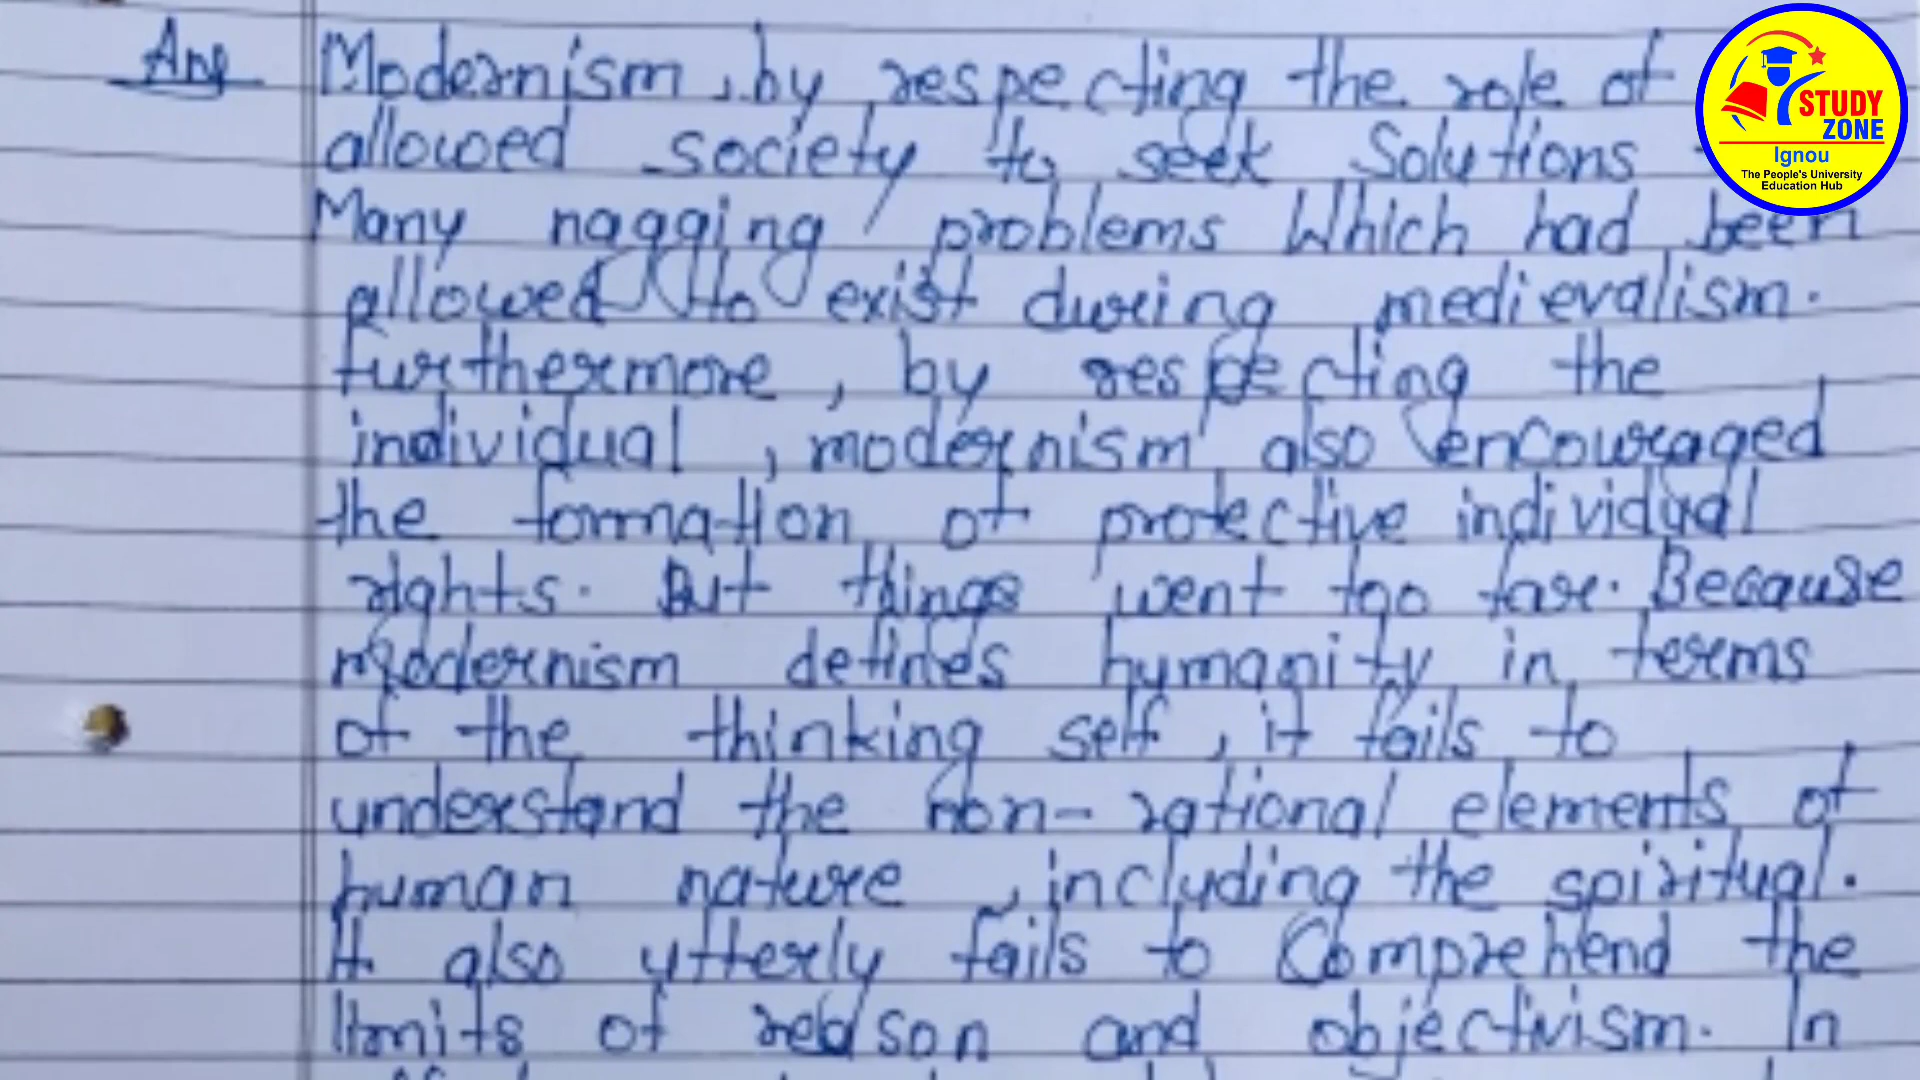 Ans
Modernism, by respecting the role of
allowed society to seek Solutions
Many nagging problems Which had been
allowed to exist during medievalism.
furthermore, by respecting the
individual, modernism also encouraged
the formation of protective individual
rights. But things went too far. Because
modernism defines humanity in terms
of the thinking self, it fails to
understand the non-rational elements of
human nature, including the spiritual.
It also utterly fails to Comprehend the
limits of reason and objectivism. In
STUDY
ZONE
Ignou
The People's University
Education Hub